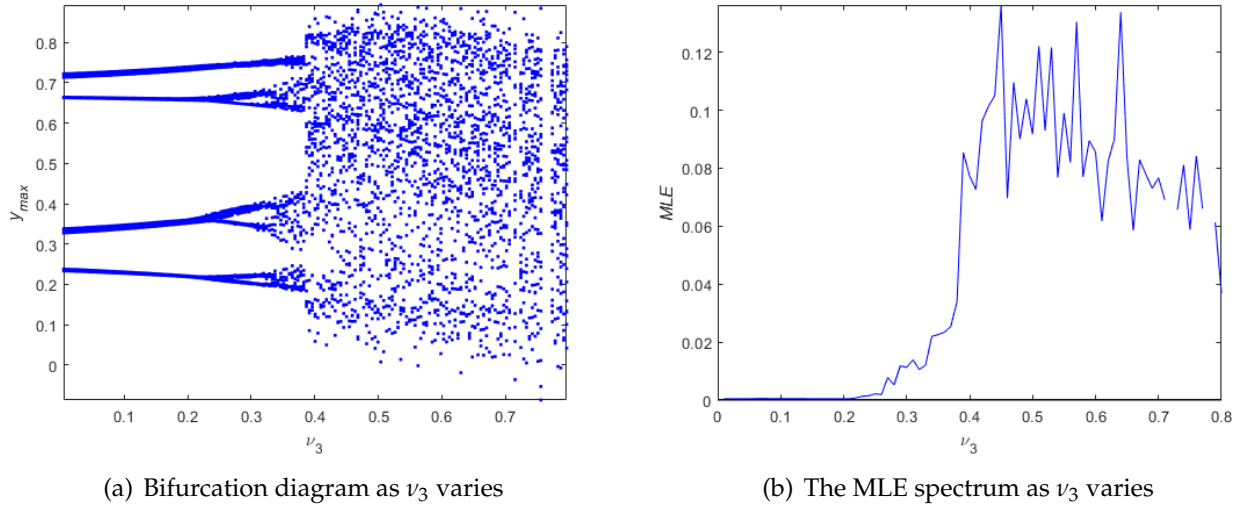 0.8
0.7
0.6
0.5
0.4
0.3
0.2
0.1
0
y_max
0.1 0.2 0.3 0.4 0.5 0.6 0.7
ν_3
0.12
0.1
0.08
0.06
0.04
0.02
0
MLE
0 0.1 0.2 0.3 0.4 0.5 0.6 0.7 0.8
ν_3
(a) Bifurcation diagram as ν_3 varies
(b) The MLE spectrum as ν_3 varies